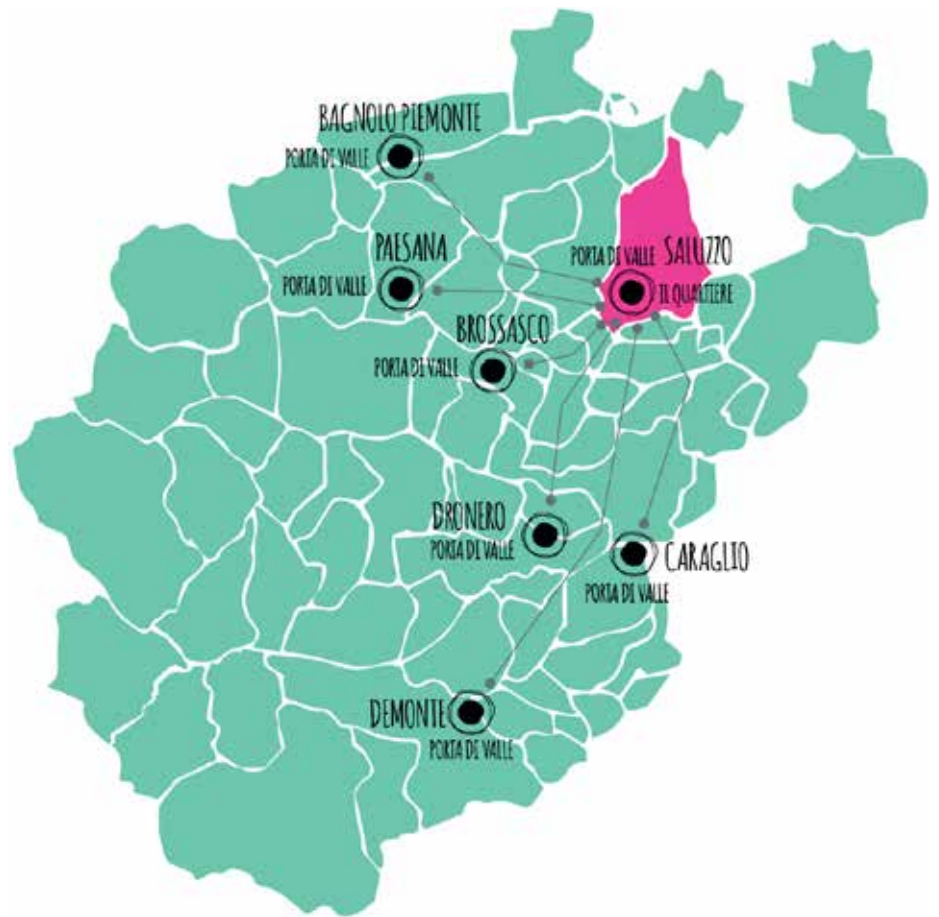 BAGNOLO PIEMONTE
PORTA DI VALLE
PAESANA
PORTA DI VALLE
PORTA DI VALLE SALUZZO
IL QUARTIERE
BROSSASCO
PORTA DI VALLE
DRONERO
PORTA DI VALLE
CARAGLIO
PORTA DI VALLE
DEMONTE
PORTA DI VALLE